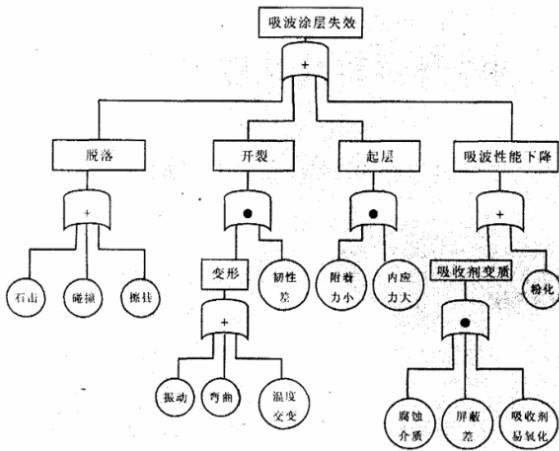 吸波涂层失效
+
脱落
开裂
起层
吸波性能下降
+
+
变形
韧性
差
附着
力小
内应
力大
吸收剂变质
粉化
石击
碰撞
擦挂
+
振动
弯曲
温度
交变
腐蚀
介质
屏蔽
差
吸收剂
易氧化